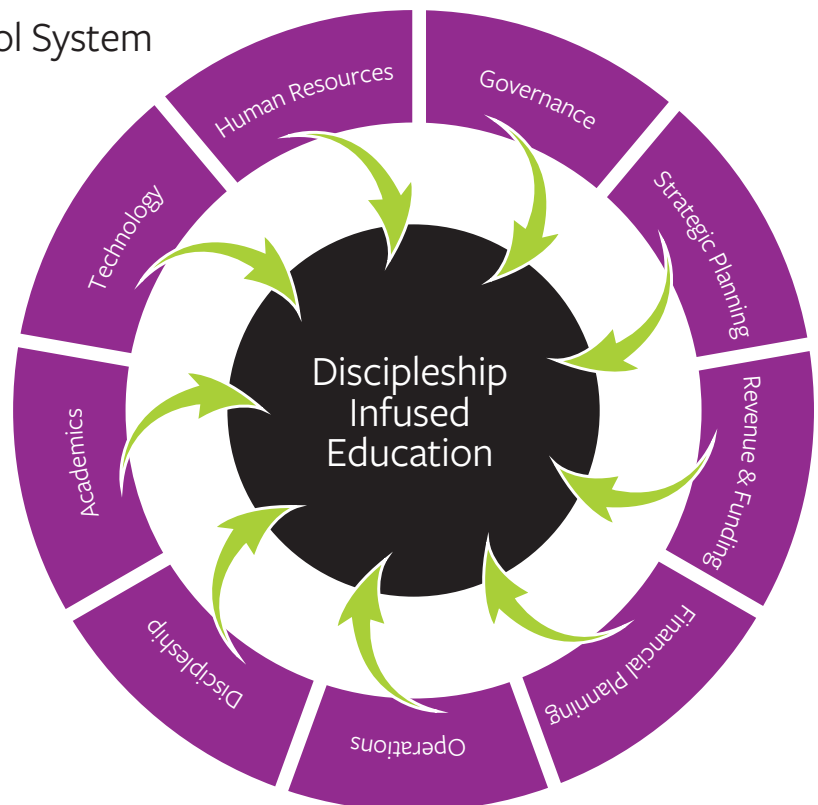 ol System
Human Resources
Governance
Strategic Planning
Revenue & Funding
Financial Planning
Operations
Discipleship
Academics
Technology
Discipleship
Infused
Education